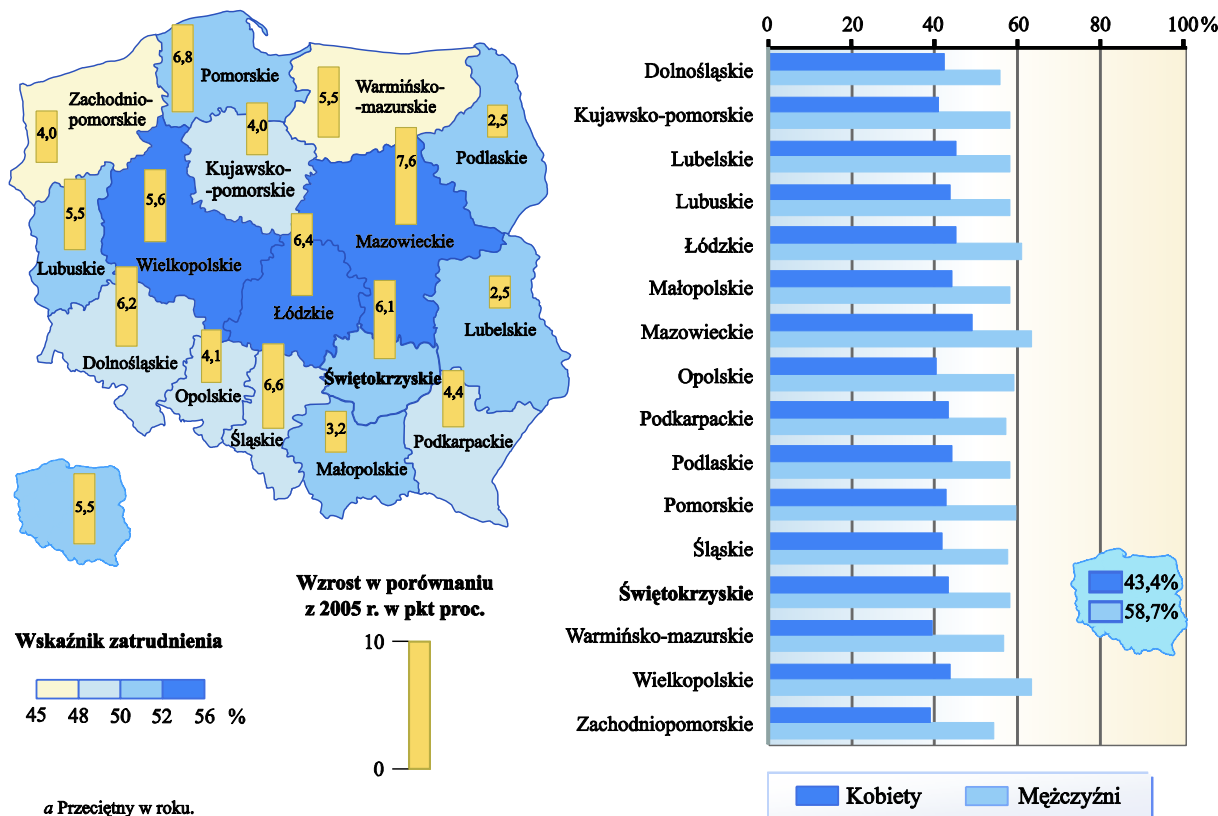 6,8
Pomorskie
Zachodnio-
pomorskie
4,0
4,0
Kujawsko-
-pomorskie
5,5
Warmińsko-
-mazurskie
2,5
Podlaskie
7,6
Mazowieckie
5,5
Lubuskie
5,6
Wielkopolskie
6,4
Łódzkie
6,2
Dolnośląskie
4,1
Opolskie
6,6
Śląskie
6,1
Świętokrzyskie
2,5
Lubelskie
3,2
Małopolskie
4,4
Podkarpackie
5,5
Wskaźnik zatrudnienia
45 48 50 52 56 %
Wzrost w porównaniu
z 2005 r. w pkt proc.
10
0
a Przeciętny w roku.
0 20 40 60 80 100%
Dolnośląskie
Kujawsko-pomorskie
Lubelskie
Lubuskie
Łódzkie
Małopolskie
Mazowieckie
Opolskie
Podkarpackie
Podlaskie
Pomorskie
Śląskie
Świętokrzyskie
Warmińsko-mazurskie
Wielkopolskie
Zachodniopomorskie
43,4%
58,7%
Kobiety Mężczyźni